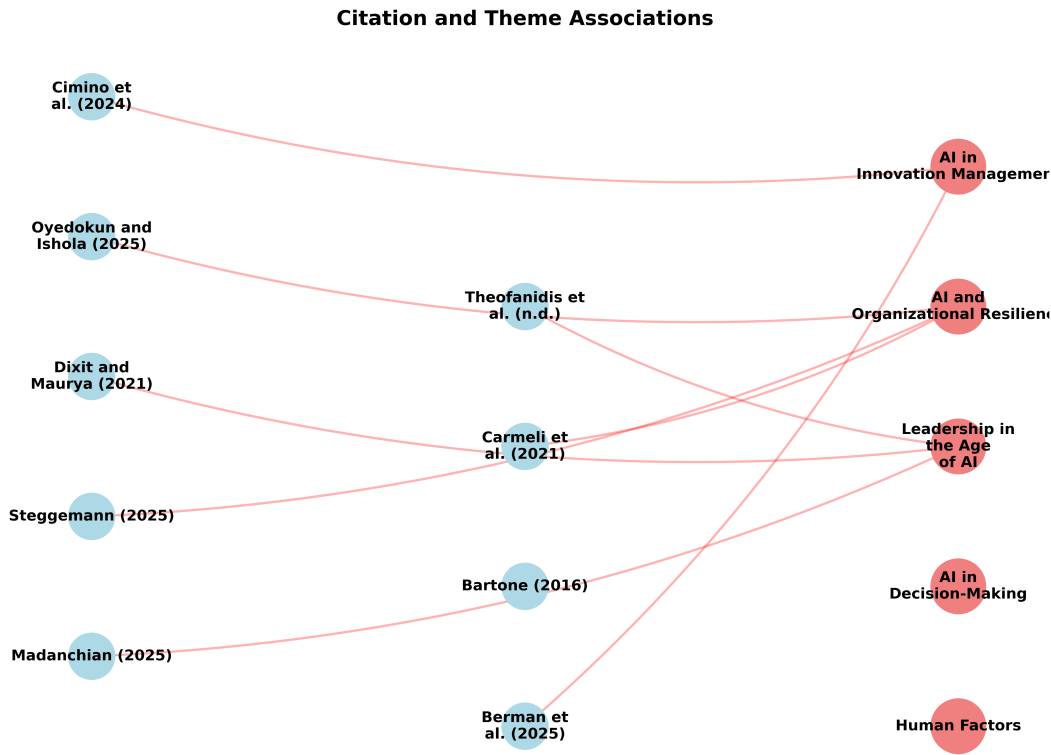 Citation and Theme Associations
Cimino et
al. (2024)
Oyedokun and
Ishola (2025)
Dixit and
Maurya (2021)
Steggemann (2025)
Madanchian (2025)
Theofanidis et
al. (n.d.)
Carmeli et
al. (2021)
Bartone (2016)
Berman et
al. (2025)
AI in
Innovation Managemen
AI and
Organizational Resilienc
Leadership in
the Age
of AI
AI in
Decision-Making
Human Factors